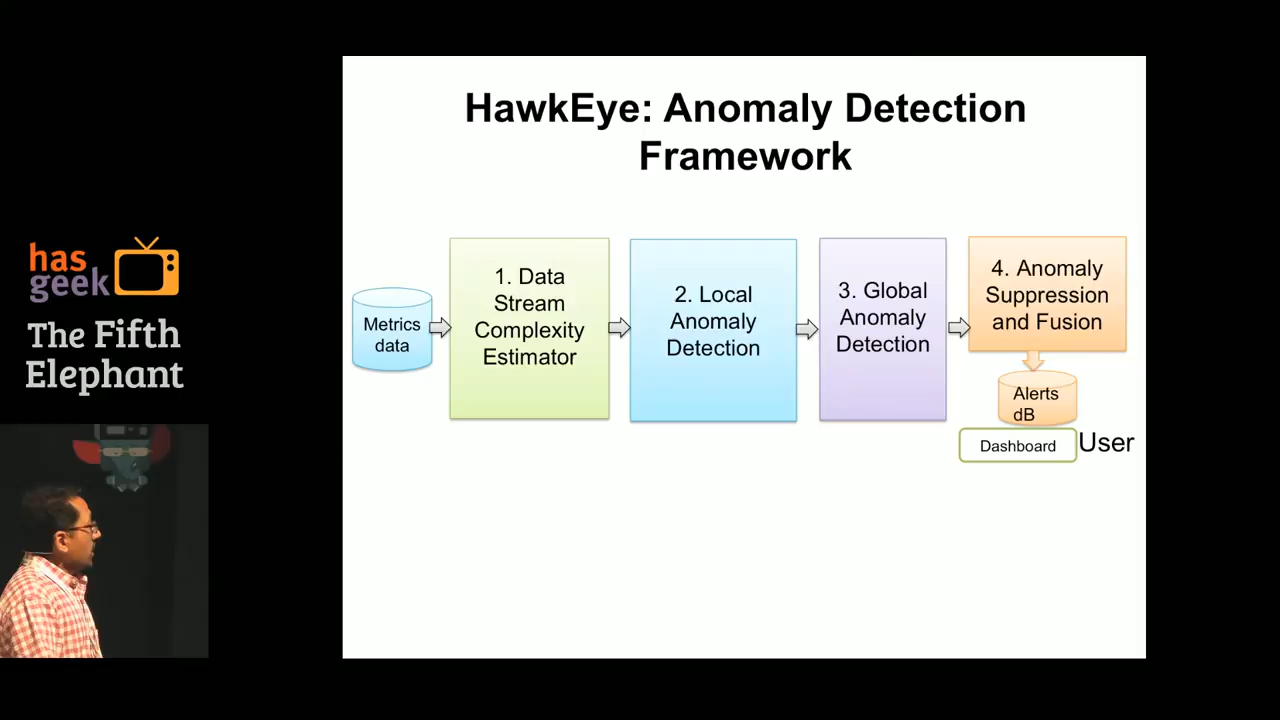 HawkEye: Anomaly Detection
Framework
has
geek
The Fifth
Elephant
Metrics
data
1. Data
Stream
Complexity
Estimator
2. Local
Anomaly
Detection
3. Global
Anomaly
Detection
4. Anomaly
Suppression
and Fusion
Alerts
dB
Dashboard
User